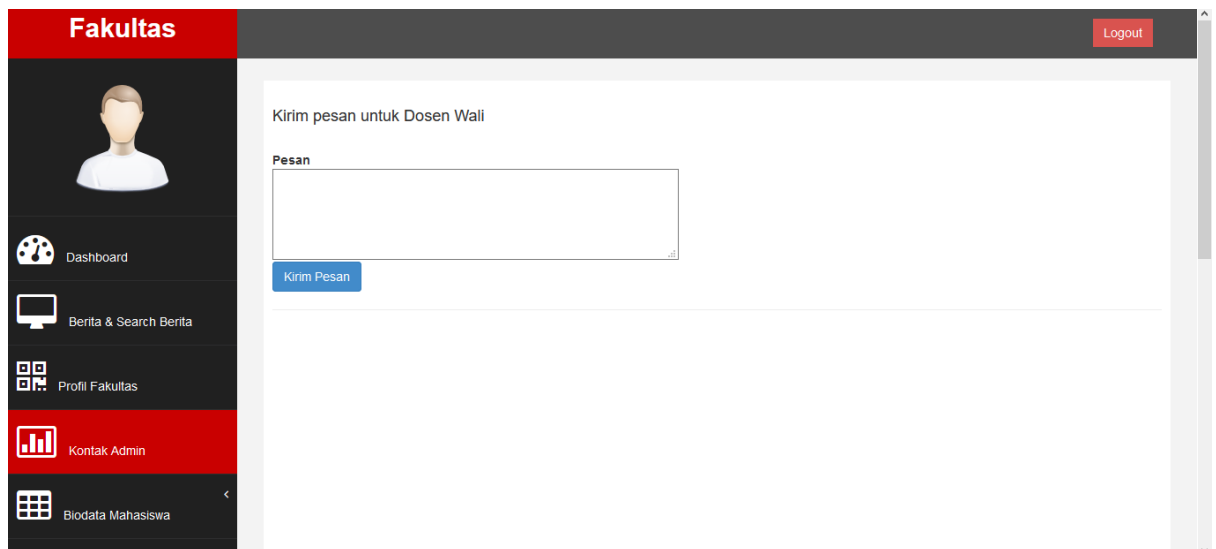 Fakultas
Logout
Dashboard
Berita & Search Berita
Profil Fakultas
Kontak Admin
Biodata Mahasiswa
Kirim pesan untuk Dosen Wali
Pesan
Kirim Pesan